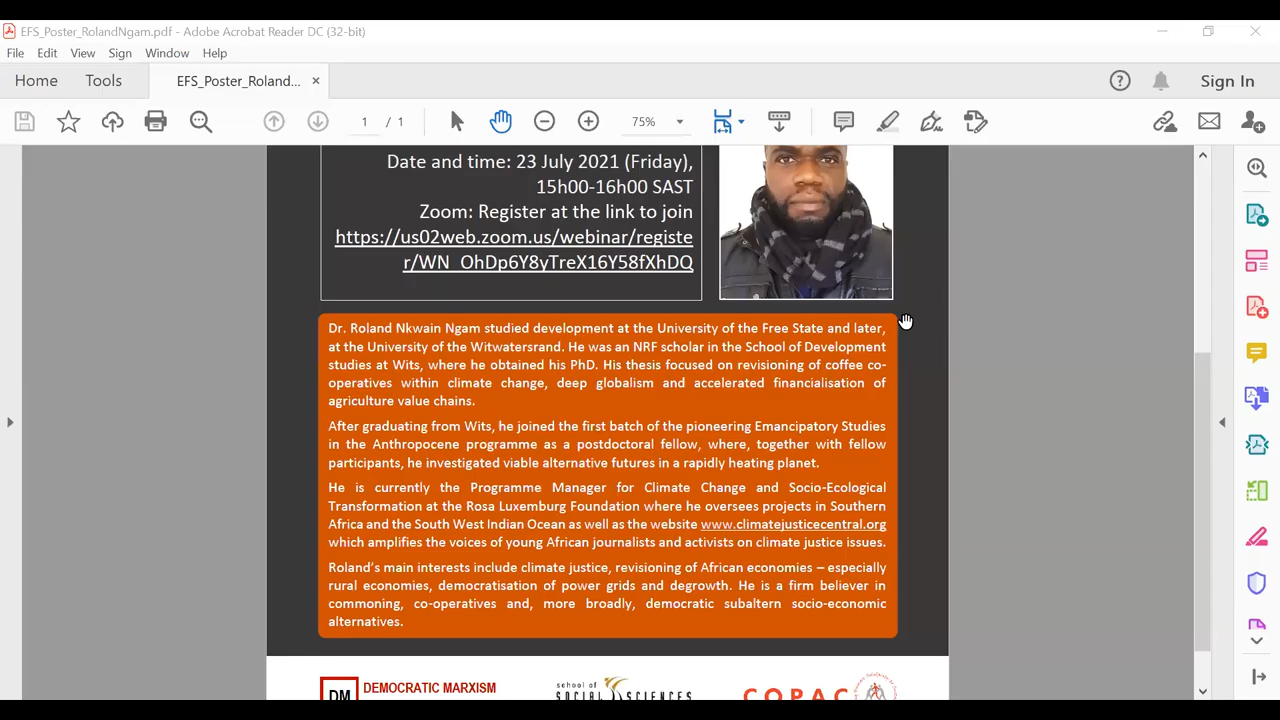 EFS_Poster_RolandNgam.pdf - Adobe Acrobat Reader DC (32-bit)
File Edit View Sign Window Help
Home Tools EFS_Poster_Roland... × Sign In
1 / 1 75%
Date and time: 23 July 2021 (Friday),
15h00-16h00 SAST
Zoom: Register at the link to join
https://us02web.zoom.us/webinar/registe
r/WN_OhDp6Y8yTreX16Y58fXhDQ
Dr. Roland Nkwain Ngam studied development at the University of the Free State and later,
at the University of the Witwatersrand. He was an NRF scholar in the School of Development
studies at Wits, where he obtained his PhD. His thesis focused on revisioning of coffee co-
operatives within climate change, deep globalism and accelerated financialisation of
agriculture value chains.
After graduating from Wits, he joined the first batch of the pioneering Emancipatory Studies
in the Anthropocene programme as a postdoctoral fellow, where, together with fellow
participants, he investigated viable alternative futures in a rapidly heating planet.
He is currently the Programme Manager for Climate Change and Socio-Ecological
Transformation at the Rosa Luxemburg Foundation where he oversees projects in Southern
Africa and the South West Indian Ocean as well as the website www.climatejusticecentral.org
which amplifies the voices of young African journalists and activists on climate justice issues.
Roland's main interests include climate justice, revisioning of African economies – especially
rural economies, democratisation of power grids and degrowth. He is a firm believer in
commoning, co-operatives and, more broadly, democratic subaltern socio-economic
alternatives.
DM DEMOCRATIC MARXISM
school of
SOCIAL SCIENCES
COPAC